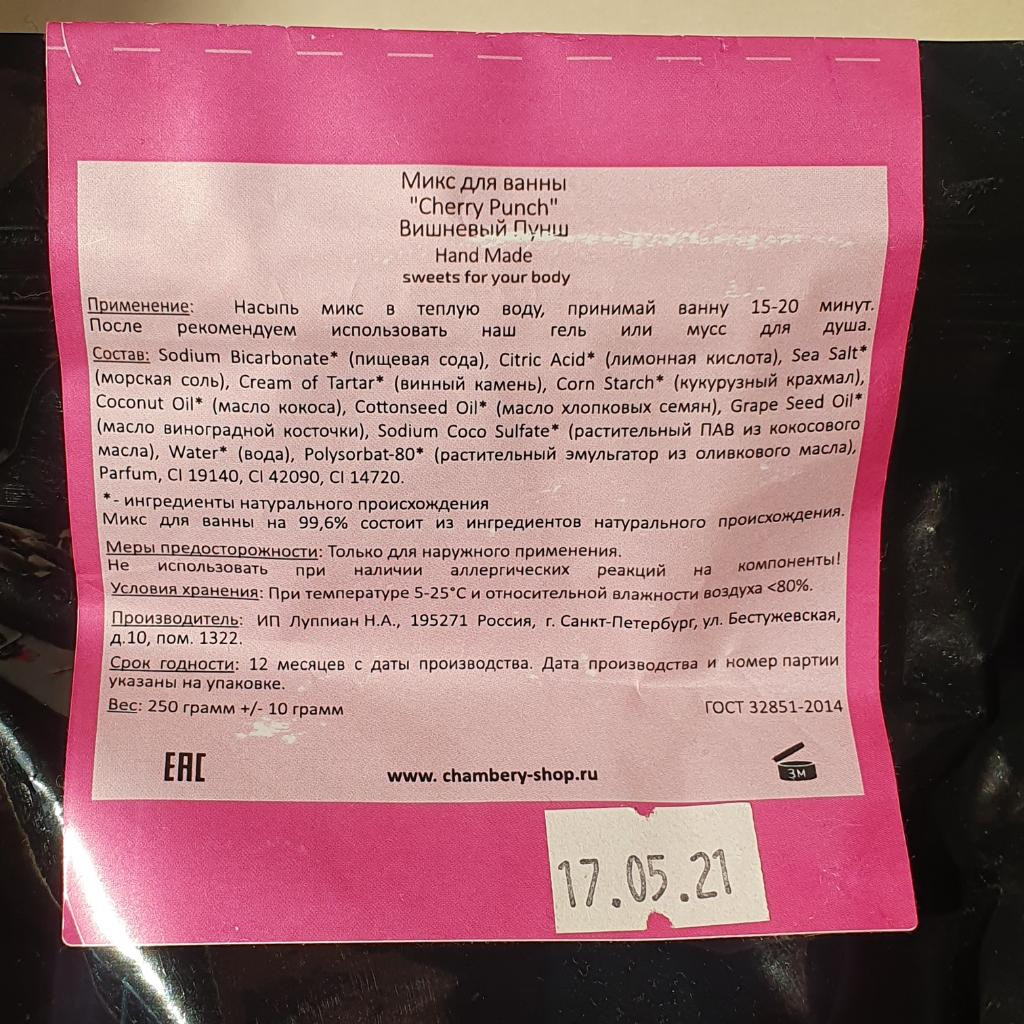 Микс для ванны
"Cherry Punch"
Вишневый Пунш
Hand Made
sweets for your body
Применение: Насыпь микс в теплую воду, принимай ванну 15-20 минут.
После рекомендуем использовать наш гель или мусс для душа.
Состав: Sodium Bicarbonate* (пищевая сода), Citric Acid* (лимонная кислота), Sea Salt*
(морская соль), Cream of Tartar* (винный камень), Corn Starch* (кукурузный крахмал),
Coconut Oil* (масло кокоса), Cottonseed Oil* (масло хлопковых семян), Grape Seed Oil*
(масло виноградной косточки), Sodium Coco Sulfate* (растительный ПАВ из кокосового
масла), Water* (вода), Polysorbat-80* (растительный эмульгатор из оливкового масла),
Parfum, CI 19140, CI 42090, CI 14720.
*- ингредиенты натурального происхождения
Микс для ванны на 99,6% состоит из ингредиентов натурального происхождения.
Меры предосторожности: Только для наружного применения.
Не использовать при наличии аллергических реакций на компоненты!
Условия хранения: При температуре 5-25°С и относительной влажности воздуха <80%.
Производитель: ИП Луппиан Н.А., 195271 Россия, г. Санкт-Петербург, ул. Бестужевская,
д.10, пом. 1322.
Срок годности: 12 месяцев с даты производства. Дата производства и номер партии
указаны на упаковке.
Вес: 250 грамм +/- 10 грамм ГОСТ 32851-2014
EAC www. chambery-shop.ru 3М
17.05.21